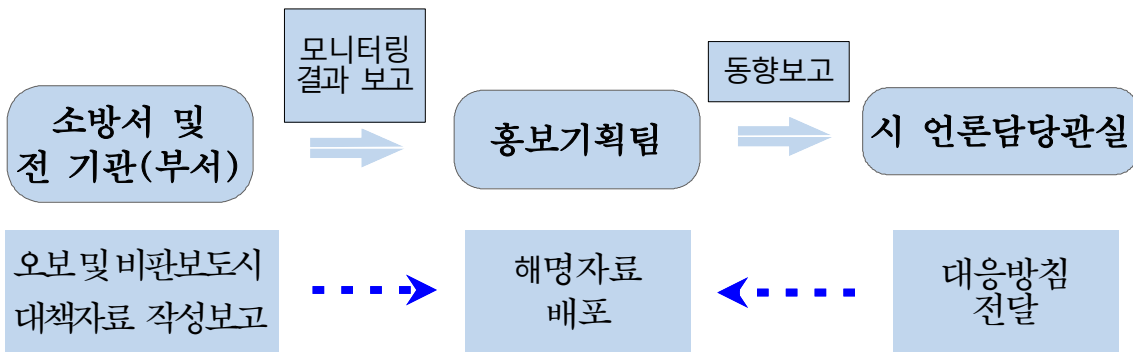 모니터링
결과 보고
동향보고
소방서 및
전 기관(부서)
홍보기획팀
시 언론담당관실
오보 및 비판보도시
대책자료 작성보고
해명자료
배포
대응방침
전달